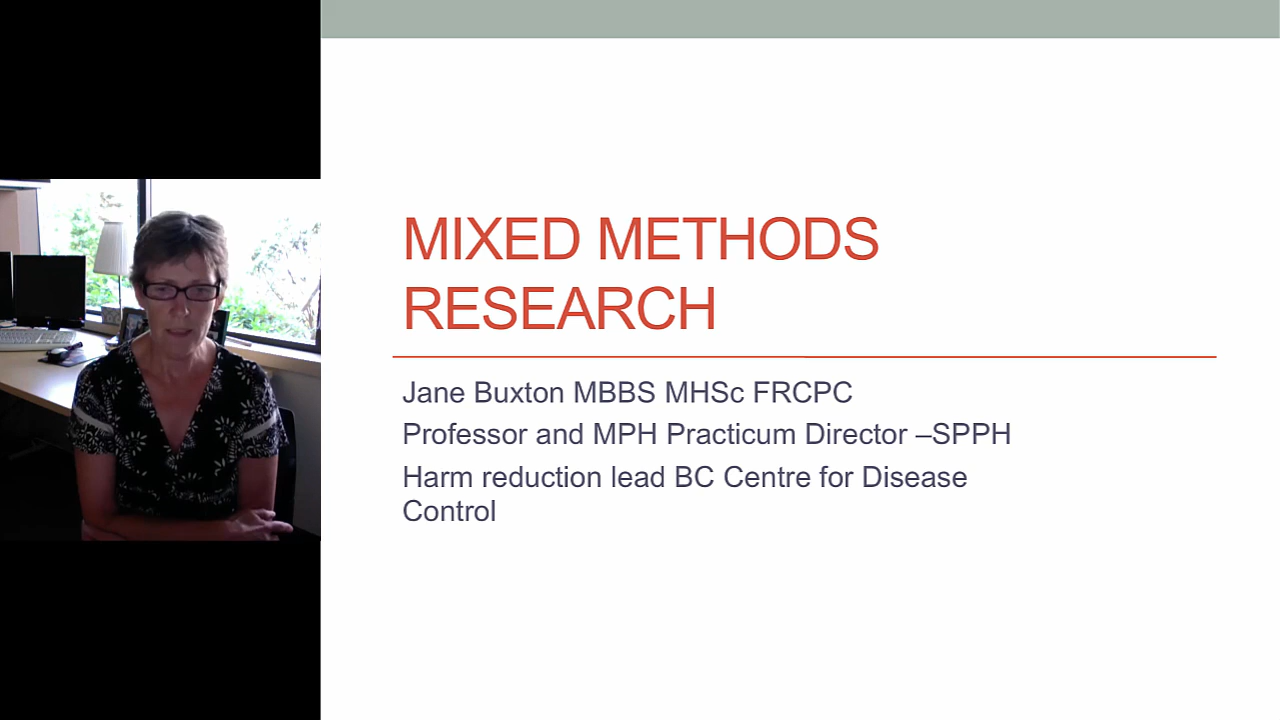 MIXED METHODS
RESEARCH
Jane Buxton MBBS MHSc FRCPC
Professor and MPH Practicum Director –SPPH
Harm reduction lead BC Centre for Disease
Control